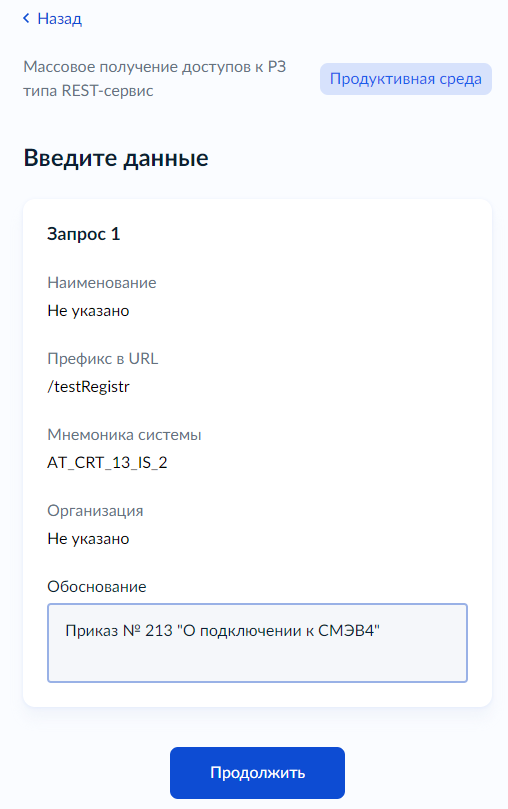 Назад
Массовое получение доступов к РЗ
типа REST-сервис
Продуктивная среда
Введите данные
Запрос 1
Наименование
Не указано
Префикс в URL
/testRegistr
Мнемоника системы
AT_CRT_13_IS_2
Организация
Не указано
Обоснование
Приказ № 213 "О подключении к СМЭВ4"
Продолжить